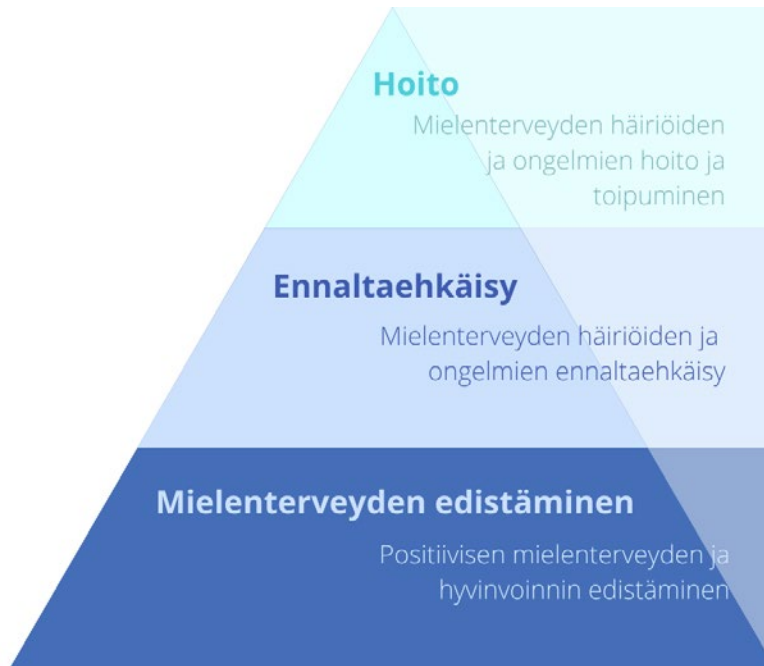 Hoito
Mielenterveyden häiriöiden
ja ongelmien hoito ja
toipuminen
Ennaltaehkäisy
Mielenterveyden häiriöiden ja
ongelmien ennaltaehkäisy
Mielenterveyden edistäminen
Positiivisen mielenterveyden ja
hyvinvoinnin edistäminen